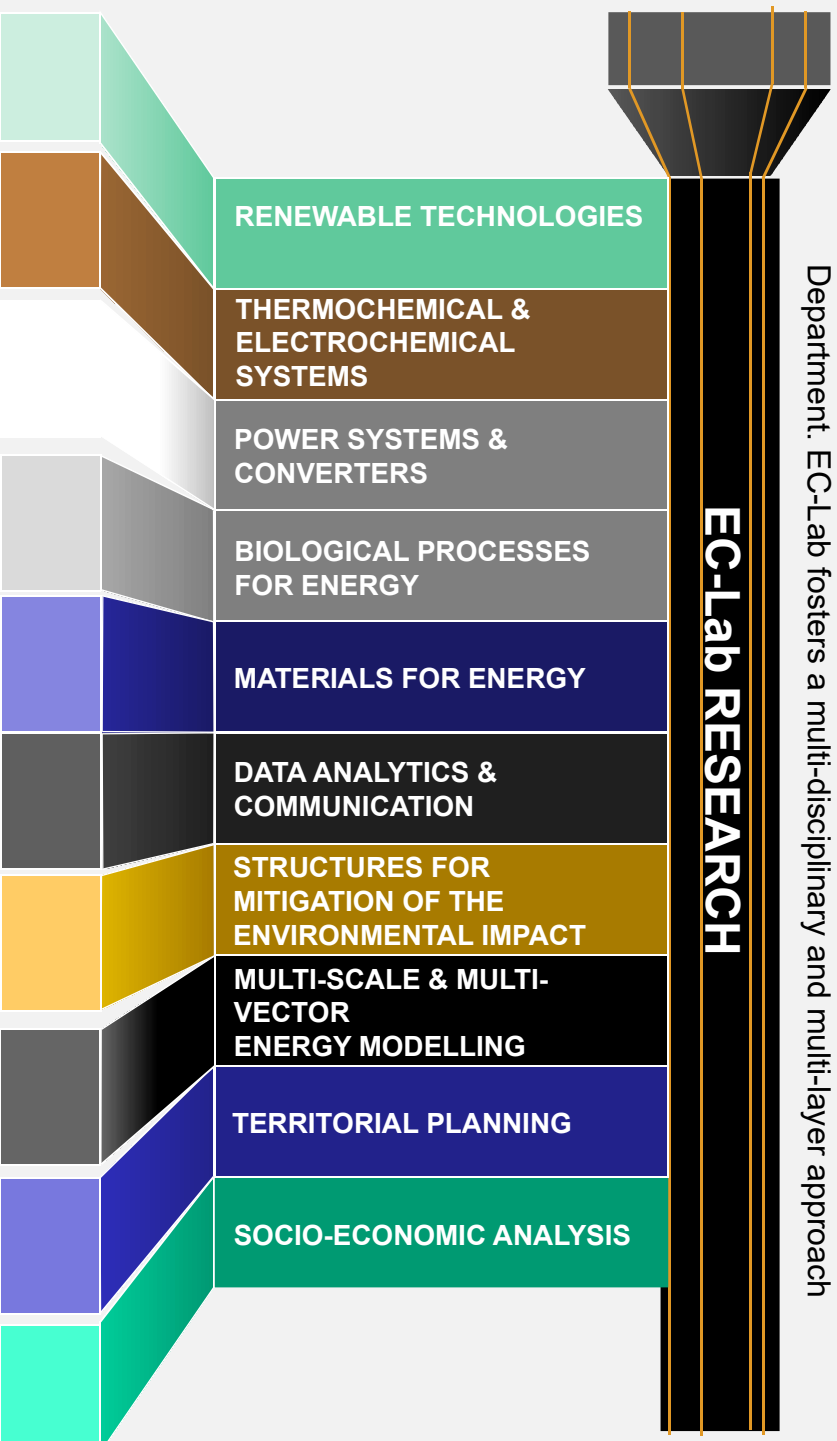 RENEWABLE TECHNOLOGIES
THERMOCHEMICAL &
ELECTROCHEMICAL
SYSTEMS
POWER SYSTEMS &
CONVERTERS
BIOLOGICAL PROCESSES
FOR ENERGY
MATERIALS FOR ENERGY
DATA ANALYTICS &
COMMUNICATION
STRUCTURES FOR
MITIGATION OF THE
ENVIRONMENTAL IMPACT
MULTI-SCALE & MULTI-
VECTOR
ENERGY MODELLING
TERRITORIAL PLANNING
SOCIO-ECONOMIC ANALYSIS
EC-Lab RESEARCH
Department. EC-Lab fosters a multi-disciplinary and multi-layer approach